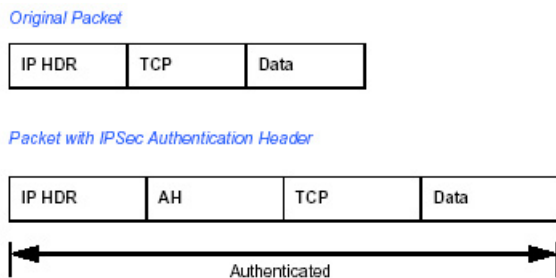 Original Packet
IP HDR TCP Data
Packet with IPSec Authentication Header
IP HDR AH TCP Data
Authenticated